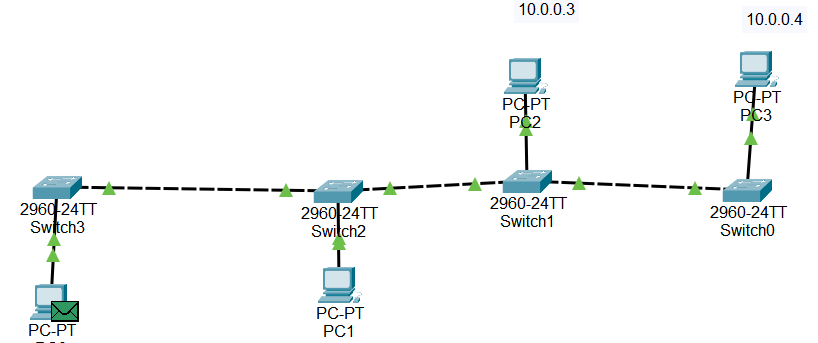 10.0.0.3
10.0.0.4
PC-PT
PC2
PC-PT
PC3
2960-24TT
Switch3
2960-24TT
Switch2
2960-24TT
Switch1
2960-24TT
Switch0
PC-PT
PC-PT
PC1